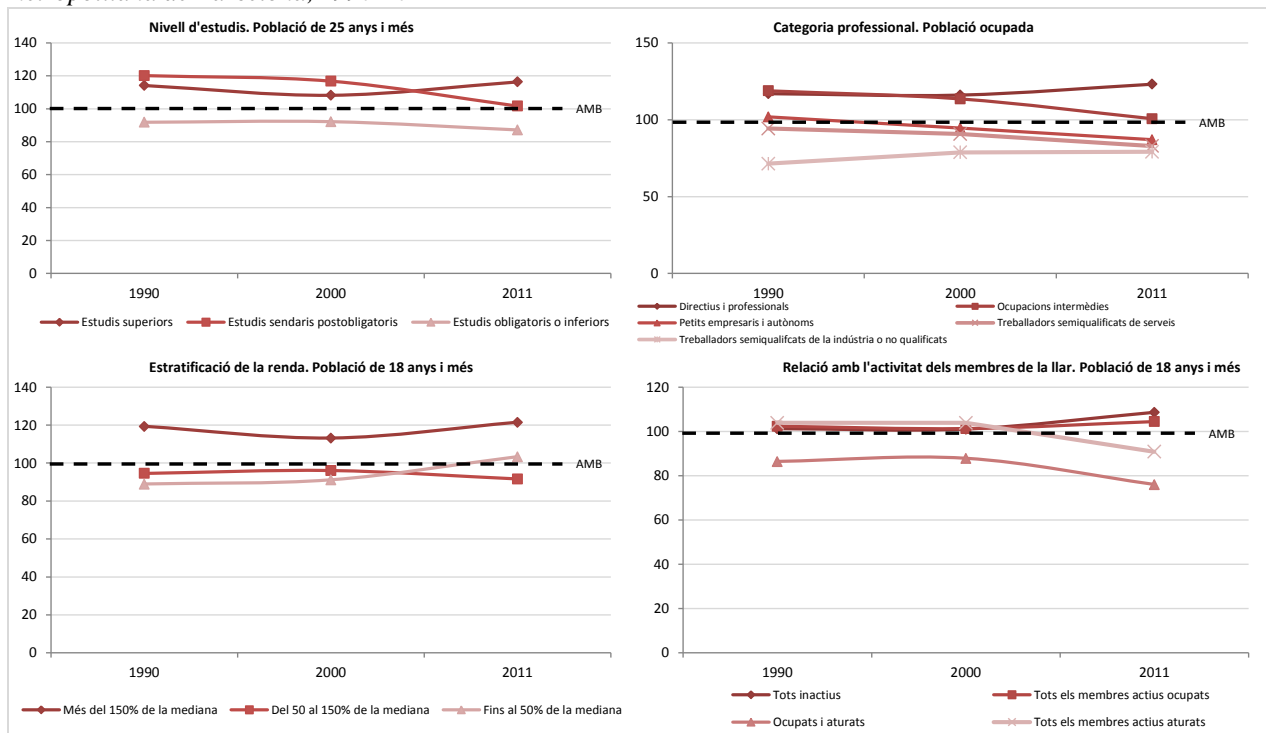 Nivell d'estudis. Població de 25 anys i més
140
120
100
80
60
40
20
0
AMB
1990
2000
2011
Estudis superiors
Estudis sendaris postobligatoris
Estudis obligatoris o inferiors
Categoria professional. Població ocupada
150
100
50
0
AMB
1990
2000
2011
Directius i professionals
Ocupacions intermèdies
Petits empresaris i autònoms
Treballadors semiqualificats de serveis
Treballadors semiqualifcats de la indústria o no qualificats
Estratificació de la renda. Població de 18 anys i més
140
120
100
80
60
40
20
0
AMB
1990
2000
2011
Més del 150% de la mediana
Del 50 al 150% de la mediana
Fins al 50% de la mediana
Relació amb l'activitat dels membres de la llar. Població de 18 anys i més
120
100
80
60
40
20
0
AMB
1990
2000
2011
Tots inactius
Tots els membres actius ocupats
Ocupats i aturats
Tots els membres actius aturats